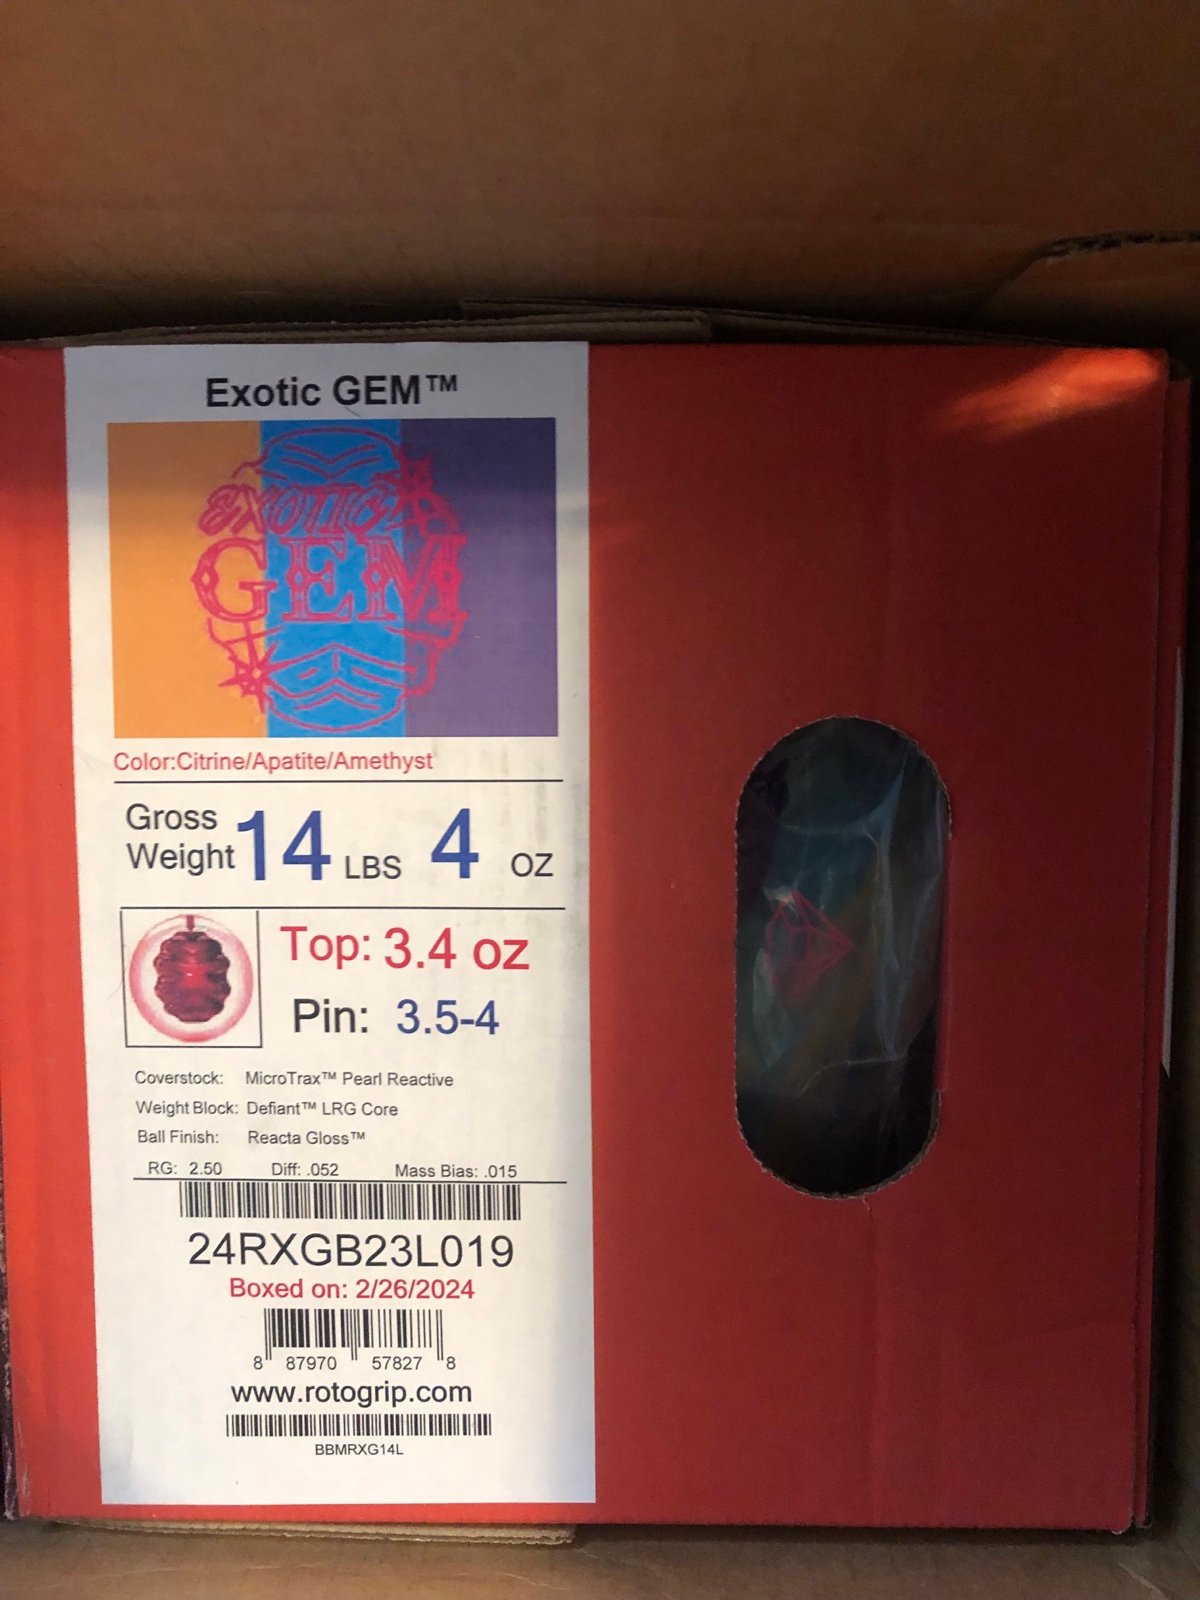 Exotic GEM™
EXOTIC
GEM
Color:Citrine/Apatite/Amethyst
Gross Weight 14 LBS 4 OZ
Top: 3.4 oz
Pin: 3.5-4
Coverstock: MicroTrax™ Pearl Reactive
Weight Block: Defiant™ LRG Core
Ball Finish: Reacta Gloss™
RG: 2.50 Diff: .052 Mass Bias: .015
24RXGB23L019
Boxed on: 2/26/2024
8 87970 57827 8
www.rotogrip.com
BBMRXG14L